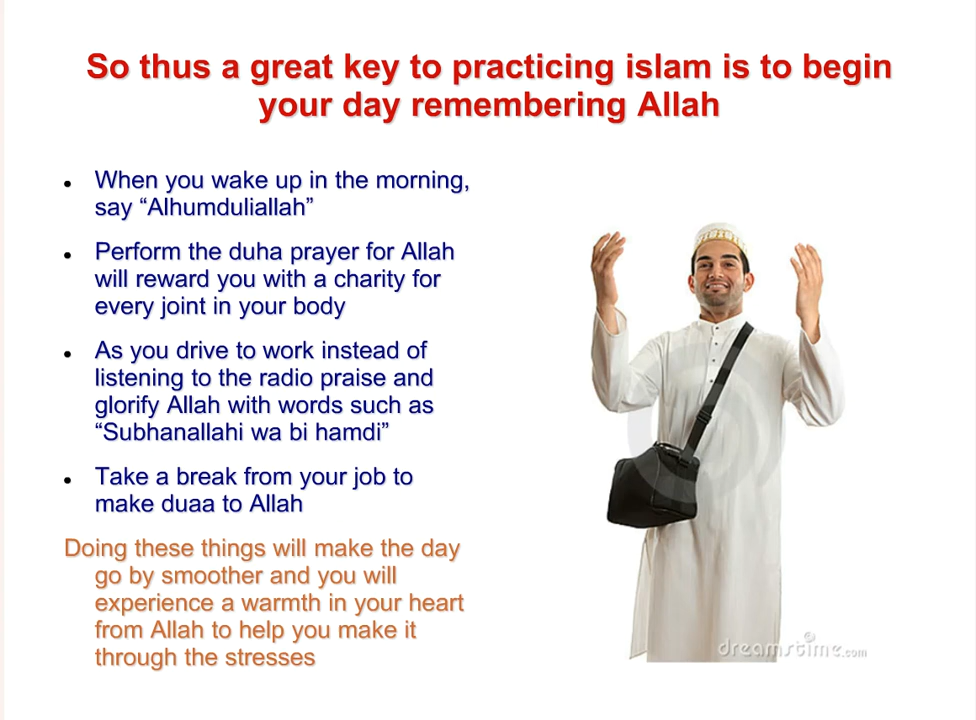 So thus a great key to practicing islam is to begin
your day remembering Allah
When you wake up in the morning,
say “Alhumduliallah”
Perform the duha prayer for Allah
will reward you with a charity for
every joint in your body
As you drive to work instead of
listening to the radio praise and
glorify Allah with words such as
“Subhanallahi wa bi hamdi”
Take a break from your job to
make duaa to Allah
Doing these things will make the day
go by smoother and you will
experience a warmth in your heart
from Allah to help you make it
through the stresses
dreamstime.com